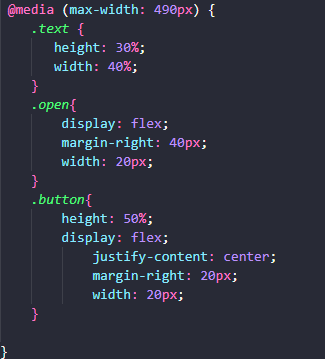 @media (max-width: 490px) {
.text {
height: 30%;
width: 40%;
}
.open{
display: flex;
margin-right: 40px;
width: 20px;
}
.button{
height: 50%;
display: flex;
justify-content: center;
margin-right: 20px;
width: 20px;
}
}